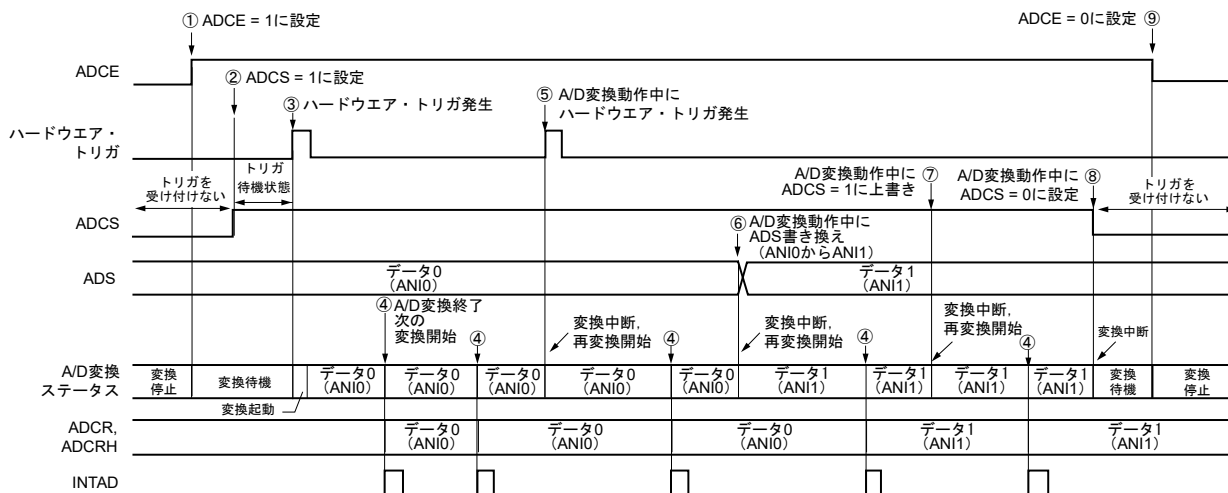 ① ADCE = 1に設定
ADCE = 0に設定 ⑨
ADCE
② ADCS = 1に設定
③ ハードウエア・トリガ発生
⑤ A/D変換動作中に
ハードウエア・トリガ発生
ハードウエア・
トリガ
トリガを
受け付けない
トリガ
待機状態
A/D変換動作中に ⑦
ADCS = 1に上書き
A/D変換動作中に ⑧
ADCS = 0に設定
トリガを
受け付けない
ADCS
⑥ A/D変換動作中に
ADS書き換え
（ANI0からANI1）
ADS
データ0
（ANI0）
データ1
（ANI1）
④ A/D変換終了
次の
変換開始
④
変換中断,
再変換開始
④
変換中断,
再変換開始
④
変換中断,
再変換開始
④
変換中断
A/D変換
ステータス
変換
停止
変換待機
変換起動
データ0
（ANI0）
データ0
（ANI0）
データ0
（ANI0）
データ0
（ANI0）
データ0
（ANI0）
データ1
（ANI1）
データ1
（ANI1）
データ1
（ANI1）
データ1
（ANI1）
変換
待機
変換
停止
ADCR,
ADCRH
データ0
（ANI0）
データ0
（ANI0）
データ0
（ANI0）
データ1
（ANI1）
データ1
（ANI1）
INTAD